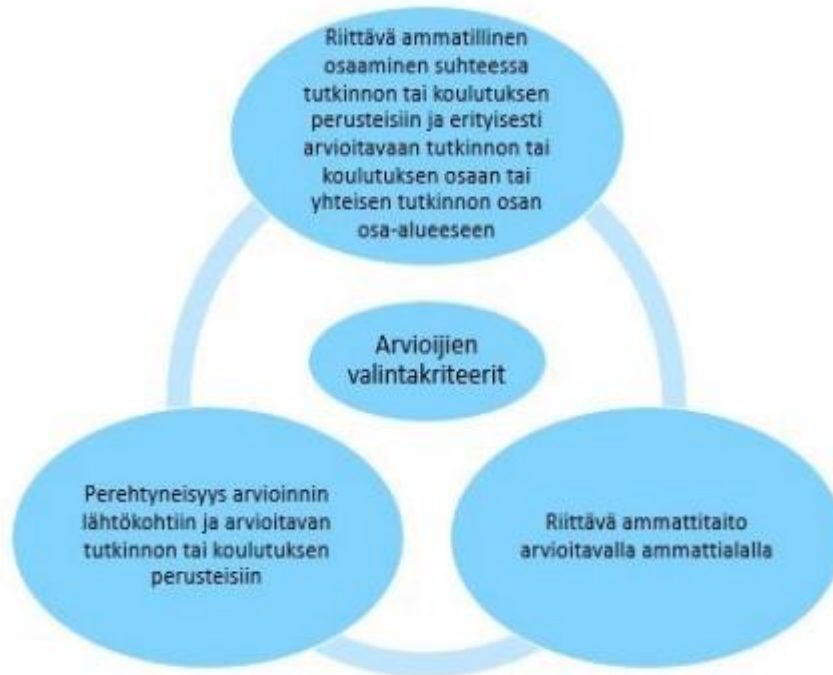 Riittävä ammatillinen
osaaminen suhteessa
tutkinnon tai koulutuksen
perusteisiin ja erityisesti
arvioitavaan tutkinnon tai
koulutuksen osaan tai
yhteisen tutkinnon osan
osa-alueeseen
Arvioijien
valintakriteerit
Perehtyneisyys arvioinnin
lähtökohtiin ja arvioitavan
tutkinnon tai koulutuksen
perusteisiin
Riittävä ammattitaito
arvioitavalla ammattialalla